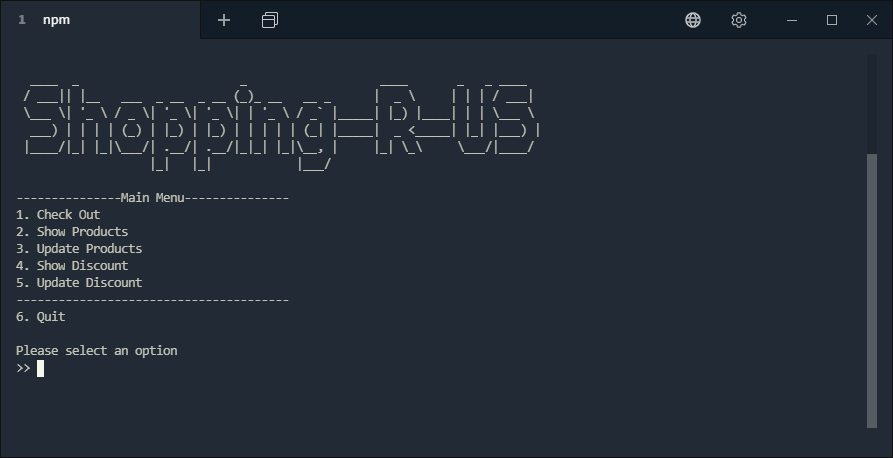 1 npm
Shopping-R-US
---------------Main Menu---------------
1. Check Out
2. Show Products
3. Update Products
4. Show Discount
5. Update Discount
---------------------------------------
6. Quit
Please select an option
>>